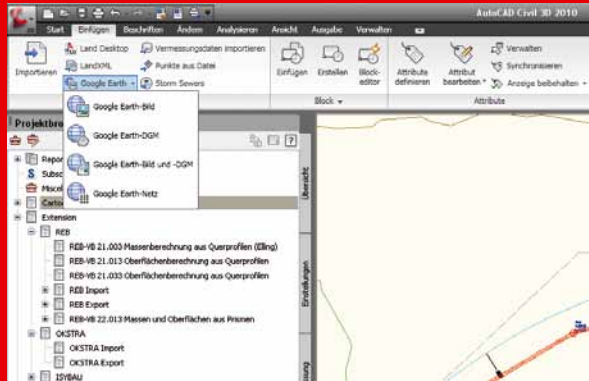 AutoCAD Civil 3D 2010
Start Einfügen Beschriften Ändern Analysieren Ansicht Ausgabe Verwalten
Importieren
Land Desktop
LandXML
Google Earth
Vermessungsdaten importieren
Punkte aus Datei
Storm Sewers
Einfügen
Erstellen
Block-
editor
Block
Attribute
definieren
Attribut
bearbeiten
Verwalten
Synchronisieren
Anzeige beibehalten
Attribute
Google Earth-Bild
Google Earth-DGM
Google Earth-Bild und -DGM
Google Earth-Netz
Übersicht
Einstellungen
Extension
REB
REB-VB 21.003 Massenberechnung aus Querprofilen (Elling)
REB-VB 21.013 Oberflächenberechnung aus Querprofilen
REB-VB 21.033 Oberflächenberechnung aus Querprofilen
REB Import
REB Export
REB-VB 22.013 Massen und Oberflächen aus Prismen
OKSTRA
OKSTRA Import
OKSTRA Export
ISYBAU